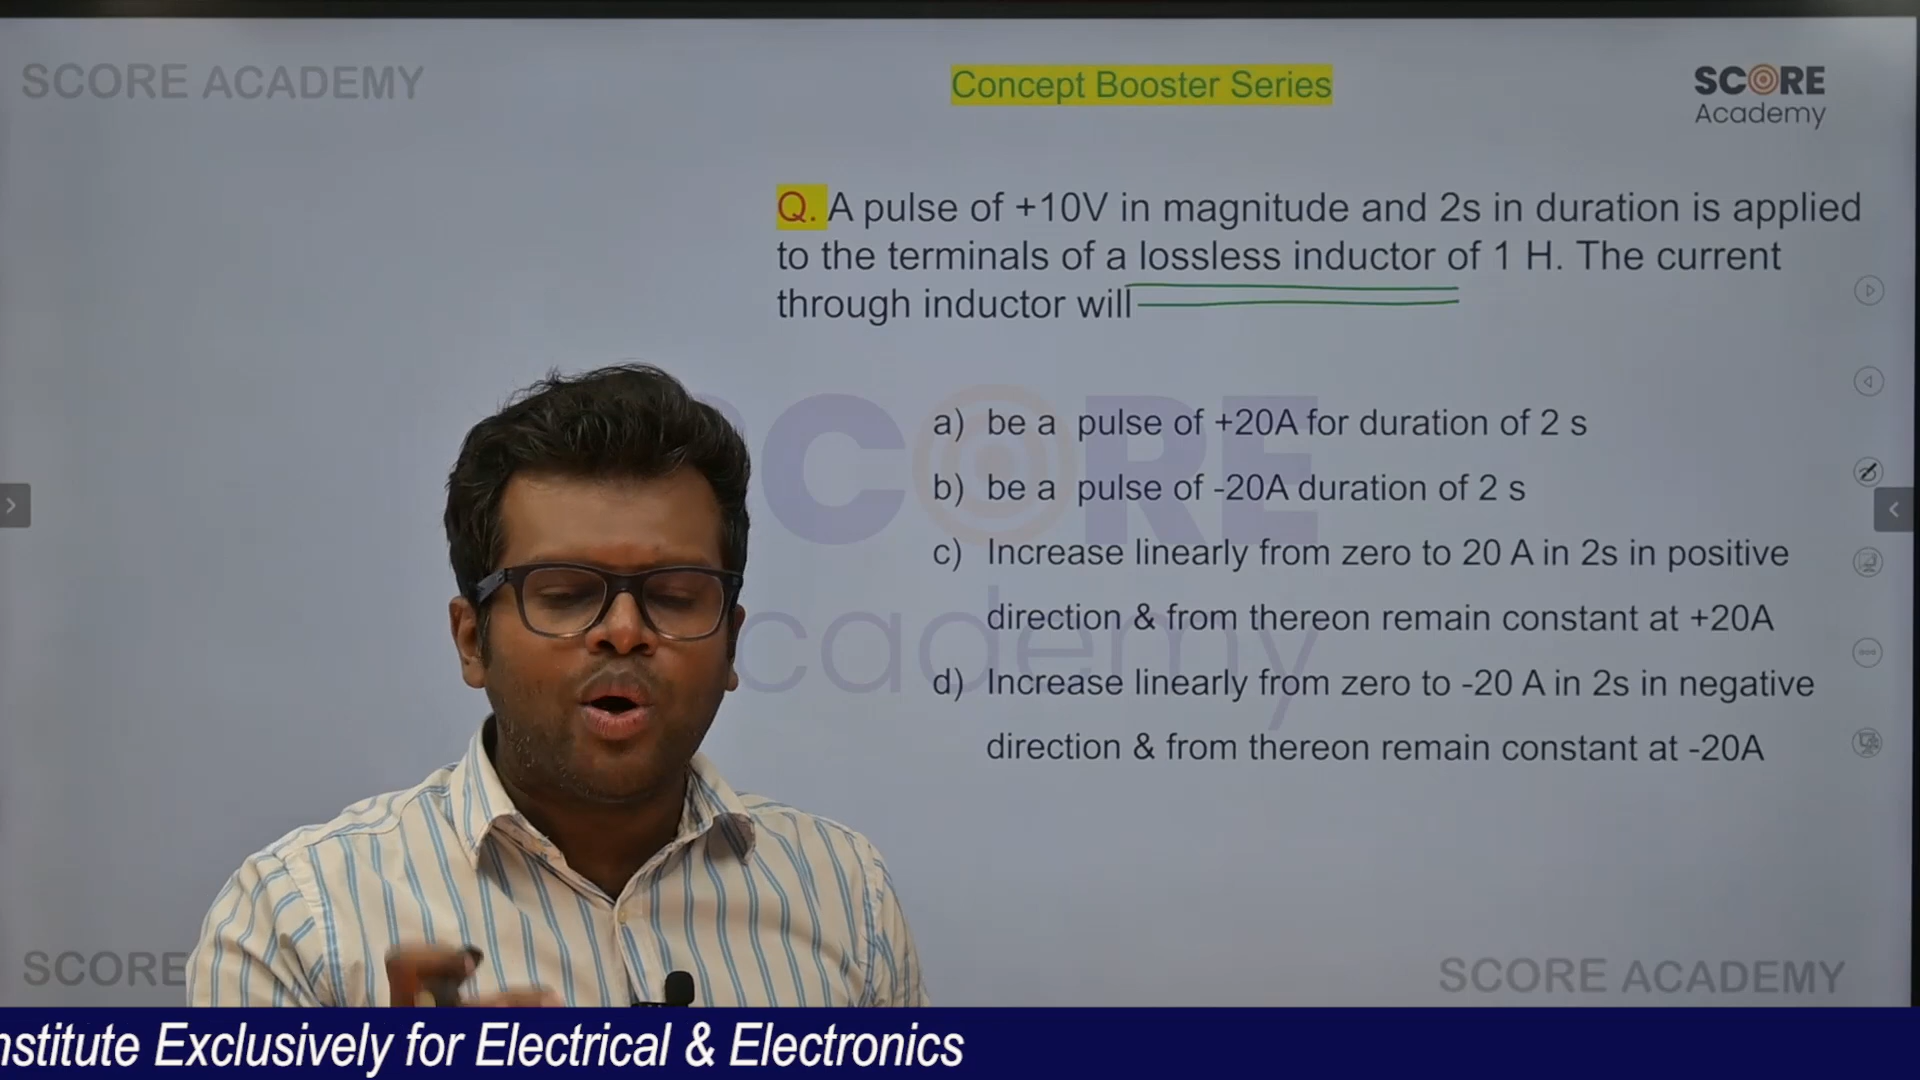 SCORE ACADEMY
Concept Booster Series
SCORE
Academy
Q. A pulse of +10V in magnitude and 2s in duration is applied
to the terminals of a lossless inductor of 1 H. The current
through inductor will
a) be a pulse of +20A for duration of 2 s
b) be a pulse of -20A duration of 2 s
c) Increase linearly from zero to 20 A in 2s in positive
direction & from thereon remain constant at +20A
d) Increase linearly from zero to -20 A in 2s in negative
direction & from thereon remain constant at -20A
SCORE
SCORE ACADEMY
nstitute Exclusively for Electrical & Electronics